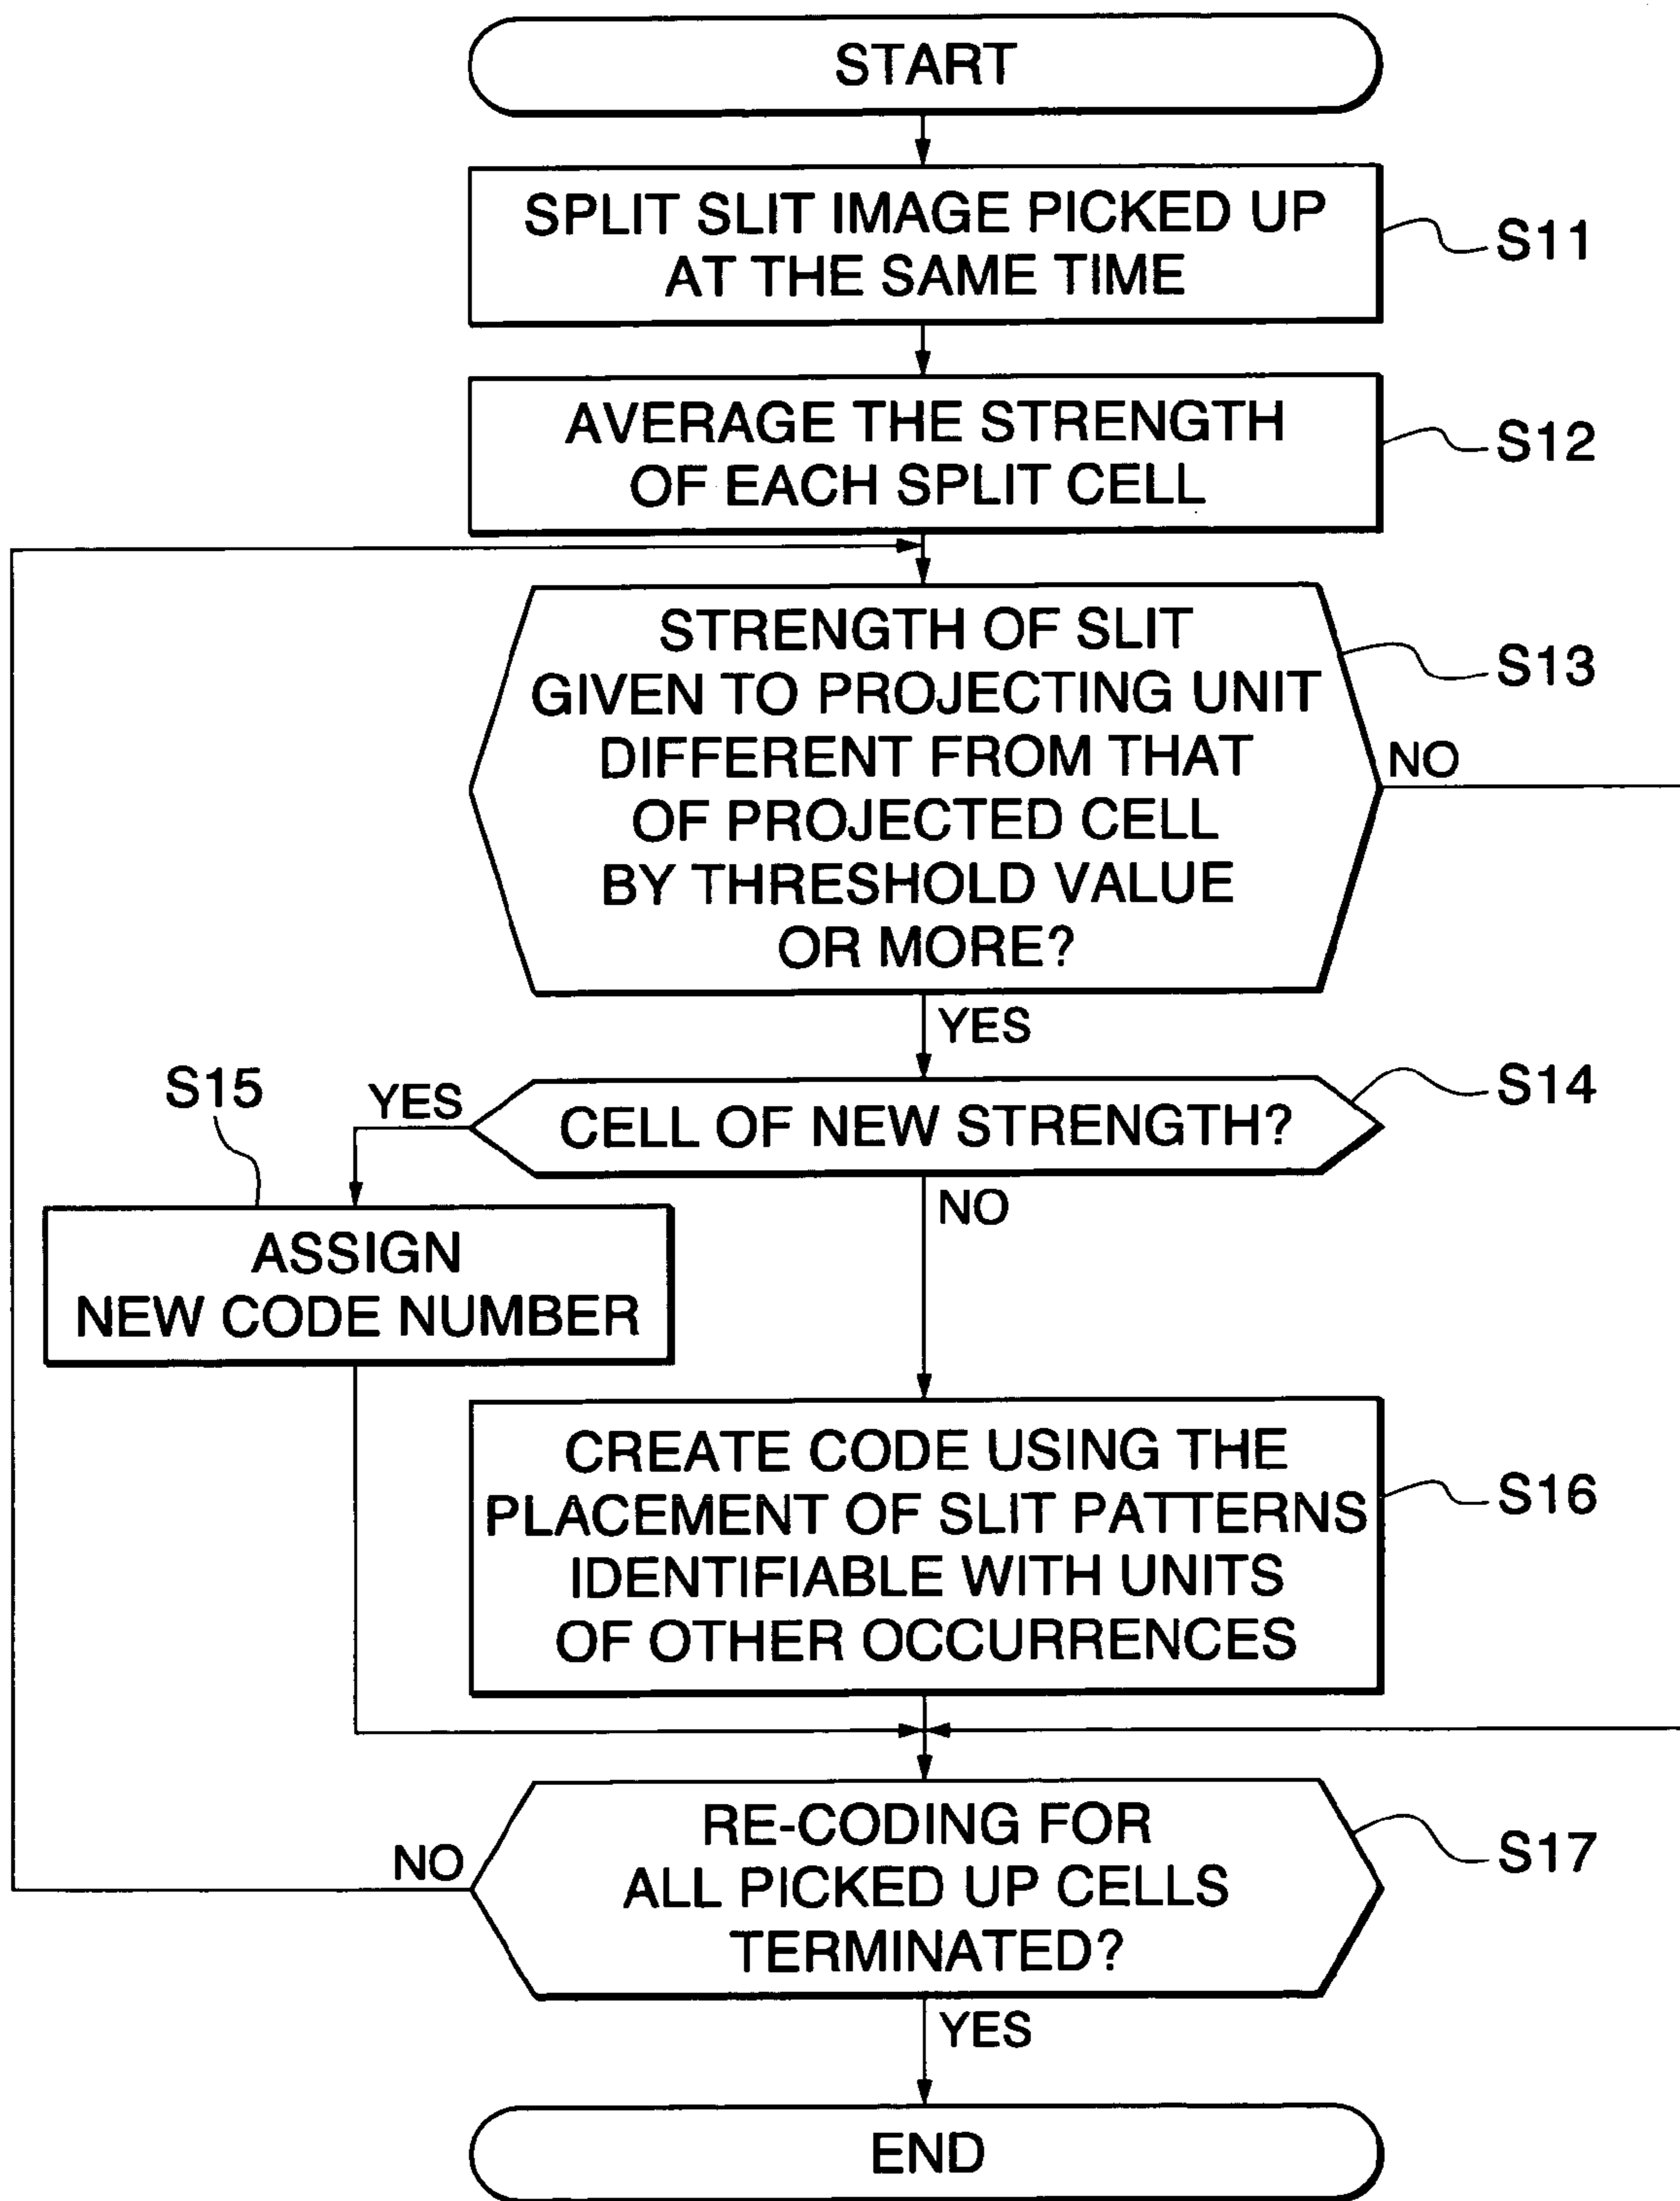 START
SPLIT SLIT IMAGE PICKED UP
AT THE SAME TIME
S11
AVERAGE THE STRENGTH
OF EACH SPLIT CELL
S12
STRENGTH OF SLIT
GIVEN TO PROJECTING UNIT
DIFFERENT FROM THAT
OF PROJECTED CELL
BY THRESHOLD VALUE
OR MORE?
S13
NO
YES
CELL OF NEW STRENGTH?
S14
YES
S15
NO
ASSIGN
NEW CODE NUMBER
CREATE CODE USING THE
PLACEMENT OF SLIT PATTERNS
IDENTIFIABLE WITH UNITS
OF OTHER OCCURRENCES
S16
RE-CODING FOR
ALL PICKED UP CELLS
TERMINATED?
S17
NO
YES
END